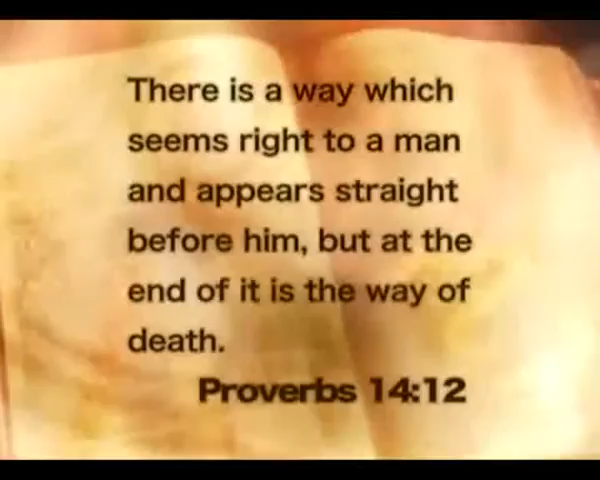 There is a way which
seems right to a man
and appears straight
before him, but at the
end of it is the way of
death.
Proverbs 14:12